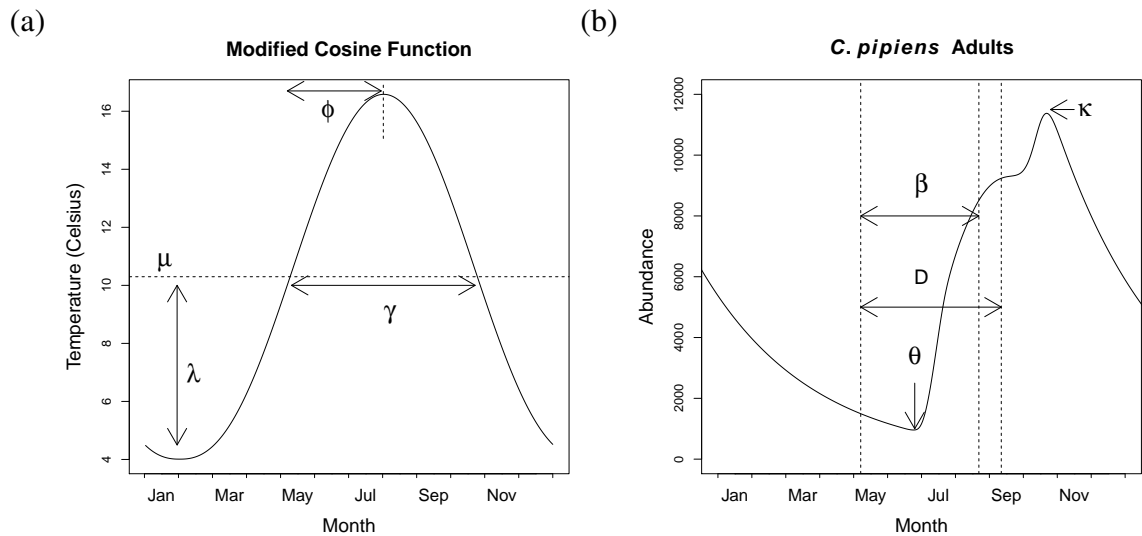 (a)
Modified Cosine Function
Temperature (Celsius)
16
14
12
10
8
6
4
ϕ
μ
γ
λ
Jan Mar May Jul Sep Nov
Month
(b)
C. pipiens Adults
Abundance
12000
10000
8000
6000
4000
2000
0
κ
β
D
θ
Jan Mar May Jul Sep Nov
Month